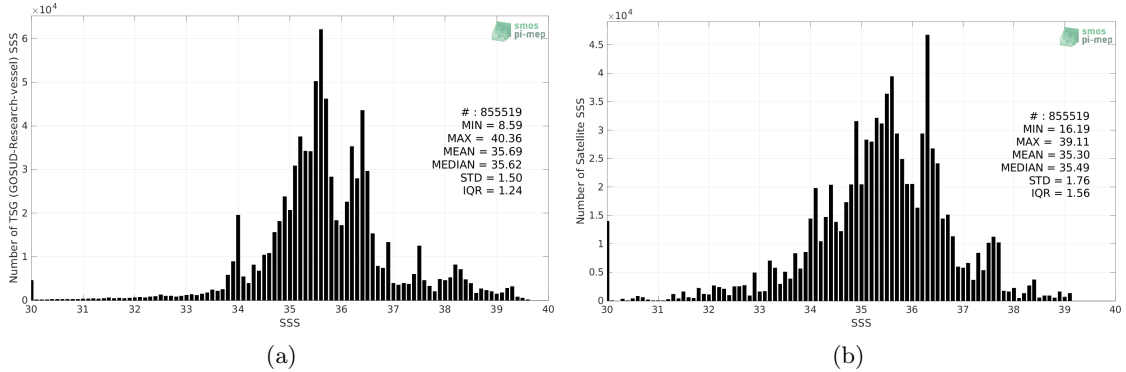 ×10^4
Number of TSG (GOSUD-Research-vessel) SSS
6
5
4
3
2
1
0
30 31 32 33 34 35 36 37 38 39 40
SSS
smos
pi-mep
# : 855519
MIN = 8.59
MAX = 40.36
MEAN = 35.69
MEDIAN = 35.62
STD = 1.50
IQR = 1.24
(a)
×10^4
Number of Satellite SSS
4.5
4
3.5
3
2.5
2
1.5
1
0.5
0
30 31 32 33 34 35 36 37 38 39 40
SSS
smos
pi-mep
# : 855519
MIN = 16.19
MAX = 39.11
MEAN = 35.30
MEDIAN = 35.49
STD = 1.76
IQR = 1.56
(b)